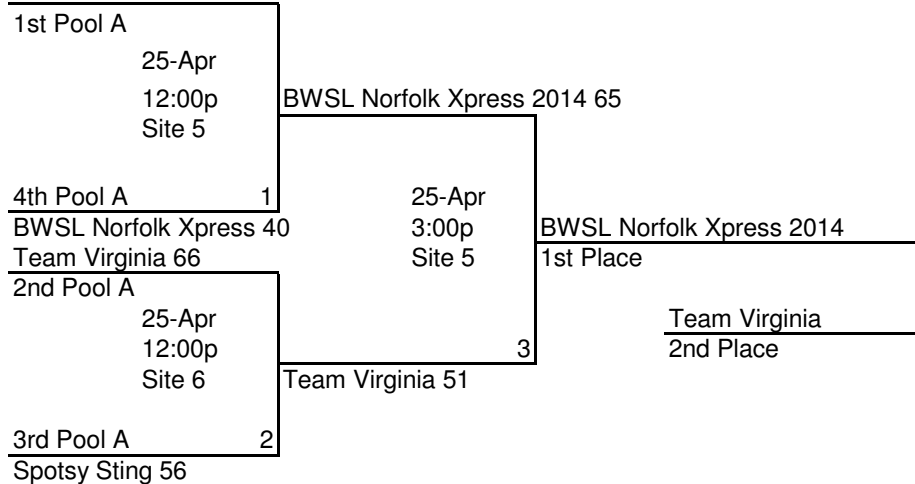 1st Pool A
25-Apr
12:00p
BWSL Norfolk Xpress 2014 65
Site 5
4th Pool A 1
25-Apr
BWSL Norfolk Xpress 40
3:00p
BWSL Norfolk Xpress 2014
Team Virginia 66
Site 5
1st Place
2nd Pool A
25-Apr
Team Virginia
12:00p
3
2nd Place
Site 6
Team Virginia 51
3rd Pool A 2
Spotsy Sting 56